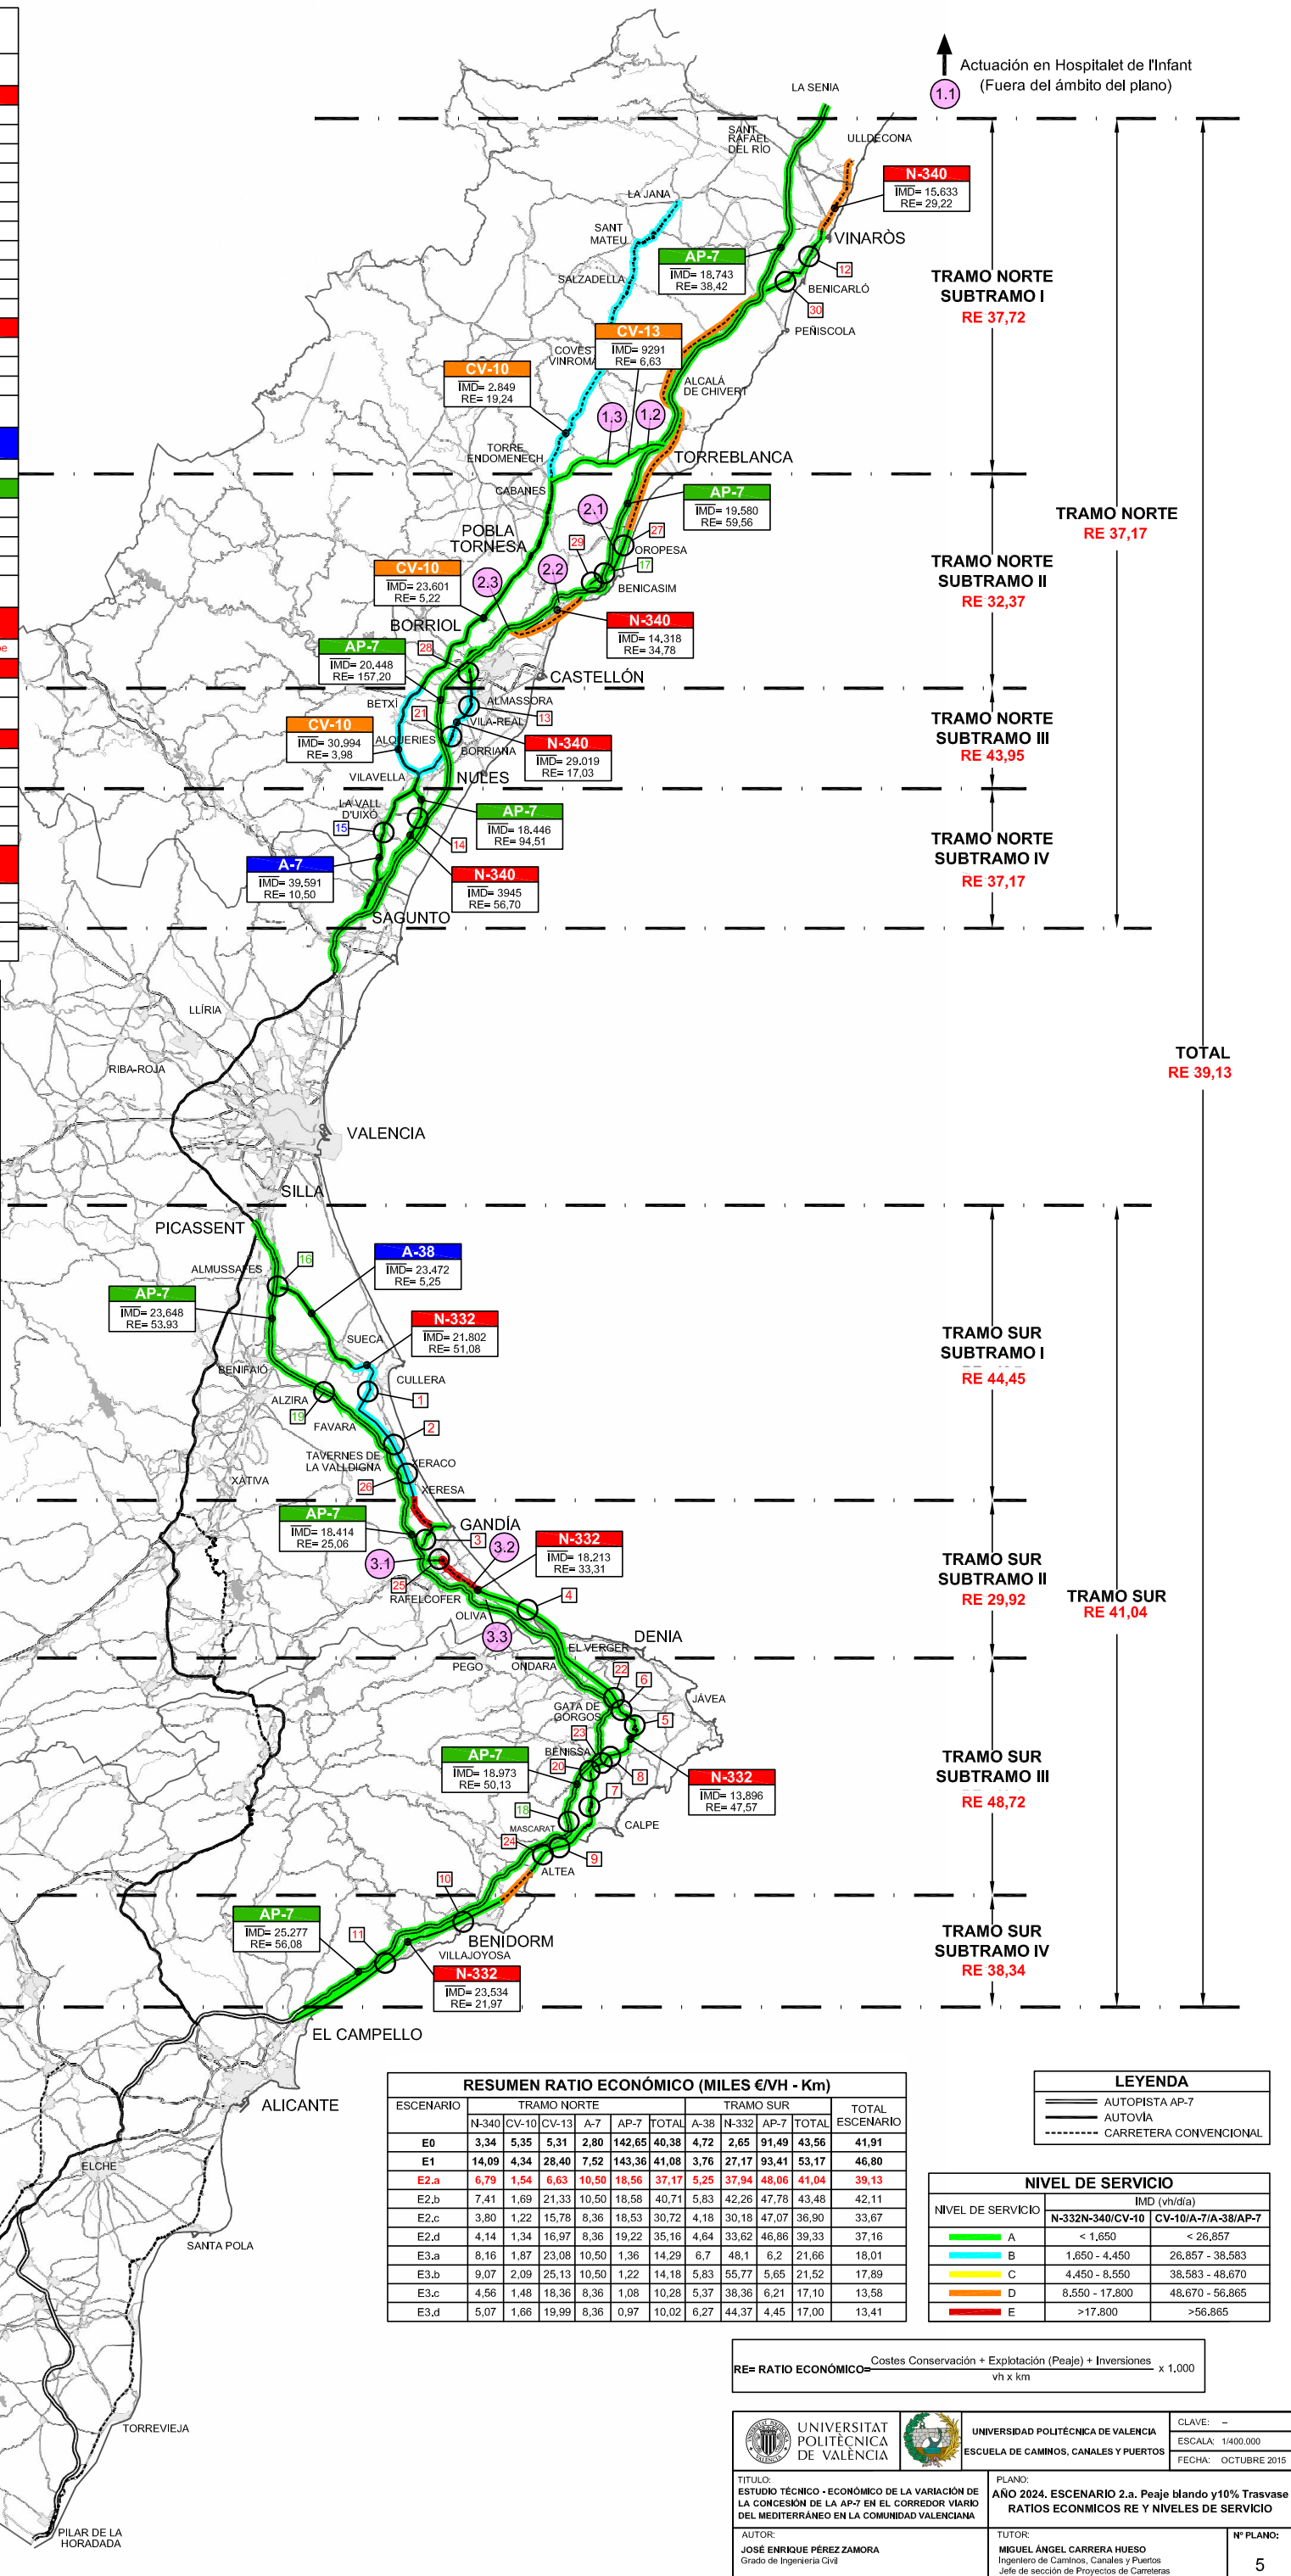 Actuación en Hospitalet de l'Infant
(Fuera del ámbito del plano)
1.1
LA SENIA
SANT
RAFAEL
DEL RÍO
ULLDECONA
N-340
IMD= 15.633
RE= 29,22
LA JANA
SANT
MATEU
VINARÒS
AP-7
IMD= 18.743
RE= 38,42
12
SALZADELLA
BENICARLÓ
30
TRAMO NORTE
SUBTRAMO I
RE 37,72
PEÑISCOLA
CV-13
IMD= 9291
RE= 6,63
COVES
VINROMA
CV-10
IMD= 2.849
RE= 19,24
ALCALÁ
DE CHIVERT
1.3
1.2
TORRE
ENDOMENECH
TORREBLANCA
CABANES
AP-7
IMD= 19.580
RE= 59,56
2.1
TRAMO NORTE
RE 37,17
POBLA
TORNESA
27
29
OROPESA
17
2.2
BENICASIM
TRAMO NORTE
SUBTRAMO II
RE 32,37
CV-10
IMD= 23.601
RE= 5,22
2.3
BORRIOL
N-340
IMD= 14.318
RE= 34,78
AP-7
IMD= 20.448
RE= 157,20
28
CASTELLÓN
BETXÍ
ALMASSORA
21
13
VILA-REAL
CV-10
IMD= 30.994
RE= 3,98
ALQUERIES
BORRIANA
N-340
IMD= 29.019
RE= 17,03
TRAMO NORTE
SUBTRAMO III
RE 43,95
VILAVELLA
NULES
LA VALL
D'UIXÓ
15
AP-7
IMD= 18.446
RE= 94,51
14
TRAMO NORTE
SUBTRAMO IV
RE 37,17
A-7
IMD= 39.591
RE= 10,50
N-340
IMD= 3945
RE= 56,70
SAGUNTO
LLÍRIA
RIBA-ROJA
TOTAL
RE 39,13
VALENCIA
SILLA
PICASSENT
ALMUSSAFES
16
A-38
IMD= 23.472
RE= 5,25
AP-7
IMD= 23.648
RE= 53.93
N-332
IMD= 21.802
RE= 51,08
SUECA
TRAMO SUR
SUBTRAMO I
RE 44,45
BENIFAIÓ
CULLERA
1
ALZIRA
19
FAVARA
2
TAVERNES DE
LA VALLDIGNA
XERACO
XÀTIVA
26
XERESA
AP-7
IMD= 18.414
RE= 25,06
GANDÍA
3
3.2
N-332
IMD= 18.213
RE= 33,31
3.1
25
RAFELCOFER
4
OLIVA
3.3
TRAMO SUR
SUBTRAMO II
RE 29,92
TRAMO SUR
RE 41,04
DENIA
EL VERGER
PEGO
ONDARA
22
6
JÁVEA
GATA DE
GORGOS
5
23
BENISSA
AP-7
IMD= 18.973
RE= 50,13
20
8
N-332
IMD= 13.896
RE= 47,57
7
18
MASCARAT
CALPE
24
9
ALTEA
TRAMO SUR
SUBTRAMO III
RE 48,72
10
AP-7
IMD= 25.277
RE= 56,08
11
BENIDORM
VILLAJOYOSA
N-332
IMD= 23,534
RE= 21,97
TRAMO SUR
SUBTRAMO IV
RE 38,34
EL CAMPELLO
ALICANTE
ELCHE
SANTA POLA
TORREVIEJA
PILAR DE LA
HORADADA
RESUMEN RATIO ECONÓMICO (MILES €/VH - Km)
ESCENARIO TRAMO NORTE TRAMO SUR TOTAL ESCENARIO
N-340 CV-10 CV-13 A-7 AP-7 TOTAL A-38 N-332 AP-7 TOTAL
E0 3,34 5,35 5,31 2,80 142,65 40,38 4,72 2,65 91,49 43,56 41,91
E1 14,09 4,34 28,40 7,52 143,36 41,08 3,76 27,17 93,41 53,17 46,80
E2.a 6,79 1,54 6,63 10,50 18,56 37,17 5,25 37,94 48,06 41,04 39,13
E2.b 7,41 1,69 21,33 10,50 18,58 40,71 5,83 42,26 47,78 43,48 42,11
E2.c 3,80 1,22 15,78 8,36 18,53 30,72 4,18 30,18 47,07 36,90 33,67
E2.d 4,14 1,34 16,97 8,36 19,22 35,16 4,64 33,62 46,86 39,33 37,16
E3.a 8,16 1,87 23,08 10,50 1,36 14,29 6,7 48,1 6,2 21,66 18,01
E3.b 9,07 2,09 25,13 10,50 1,22 14,18 5,83 55,77 5,65 21,52 17,89
E3.c 4,56 1,48 18,36 8,36 1,08 10,28 5,37 38,36 6,21 17,10 13,58
E3.d 5,07 1,66 19,99 8,36 0,97 10,02 6,27 44,37 4,45 17,00 13,41
LEYENDA
AUTOPISTA AP-7
AUTOVÍA
CARRETERA CONVENCIONAL
NIVEL DE SERVICIO
NIVEL DE SERVICIO IMD (vh/día)
N-332N-340/CV-10 CV-10/A-7/A-38/AP-7
A < 1.650 < 26.857
B 1.650 - 4.450 26.857 - 38.583
C 4.450 - 8.550 38.583 - 48.670
D 8.550 - 17.800 48.670 - 56.865
E >17.800 >56.865
RE= RATIO ECONÓMICO= Costes Conservación + Explotación (Peaje) + Inversiones x 1.000
vh x km
UNIVERSITAT
POLITÈCNICA
DE VALÈNCIA
UNIVERSIDAD POLITÉCNICA DE VALENCIA
ESCUELA DE CAMINOS, CANALES Y PUERTOS
CLAVE: –
ESCALA: 1/400.000
FECHA: OCTUBRE 2015
TITULO:
ESTUDIO TÉCNICO - ECONÓMICO DE LA VARIACIÓN DE
LA CONCESIÓN DE LA AP-7 EN EL CORREDOR VIARIO
DEL MEDITERRÁNEO EN LA COMUNIDAD VALENCIANA
PLANO:
AÑO 2024. ESCENARIO 2.a. Peaje blando y10% Trasvase
RATIOS ECONMICOS RE Y NIVELES DE SERVICIO
AUTOR:
JOSÉ ENRIQUE PÉREZ ZAMORA
Grado de Ingeniería Civil
TUTOR:
MIGUEL ÁNGEL CARRERA HUESO
Ingeniero de Caminos, Canales y Puertos
Jefe de sección de Proyectos de Carreteras
Nº PLANO:
5